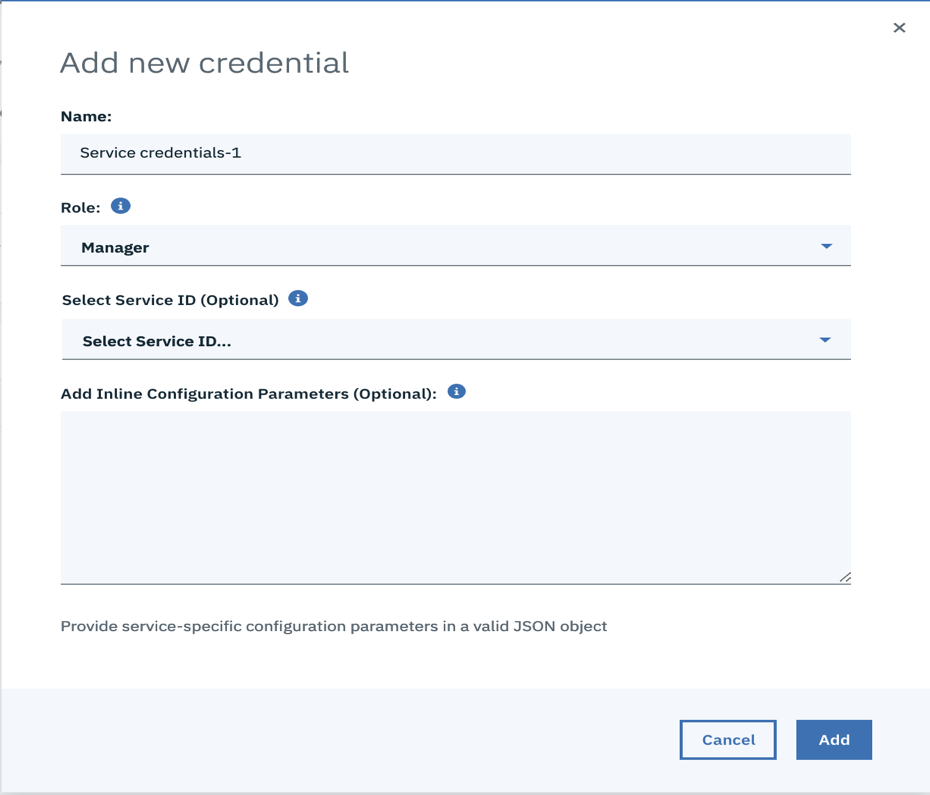 Add new credential
Name:
Service credentials-1
Role:
Manager
Select Service ID (Optional)
Select Service ID...
Add Inline Configuration Parameters (Optional):
Provide service-specific configuration parameters in a valid JSON object
Cancel
Add